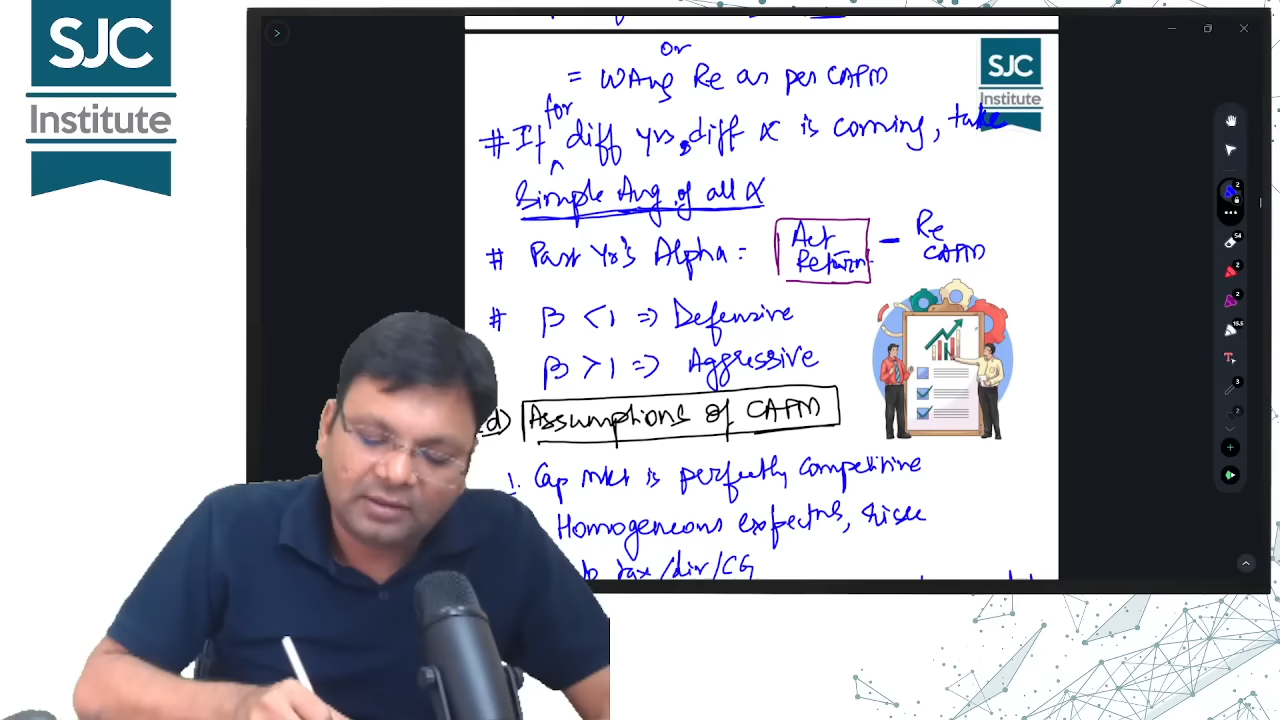 SJC
Institute
or
= WAvg Re as per CAPM
SJC
Institute
for
# If ^ diff yrs, diff α is coming, take
Simple Avg of all α
# Past Yr's Alpha = Act Return - Re CAPM
# β < 1 => Defensive
β > 1 => Aggressive
d) Assumptions of CAPM
1. Cap mkt is perfectly competitive
Homogeneous expectns,
tax/div/CG